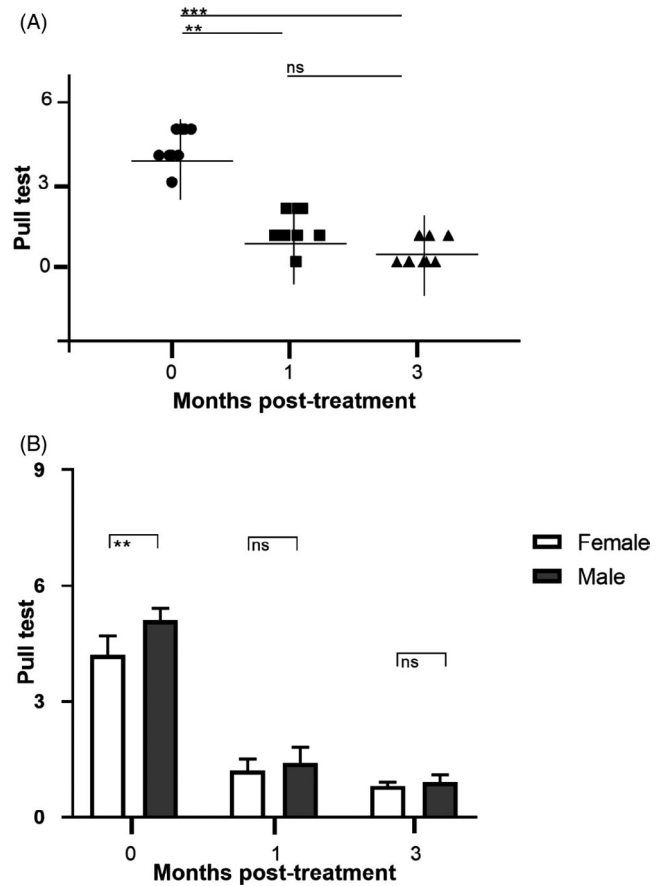 (A)
***
**
ns
6
3
0
Pull test
0 1 3
Months post-treatment
(B)
9
6
3
0
Pull test
**
ns
ns
Female
Male
0 1 3
Months post-treatment